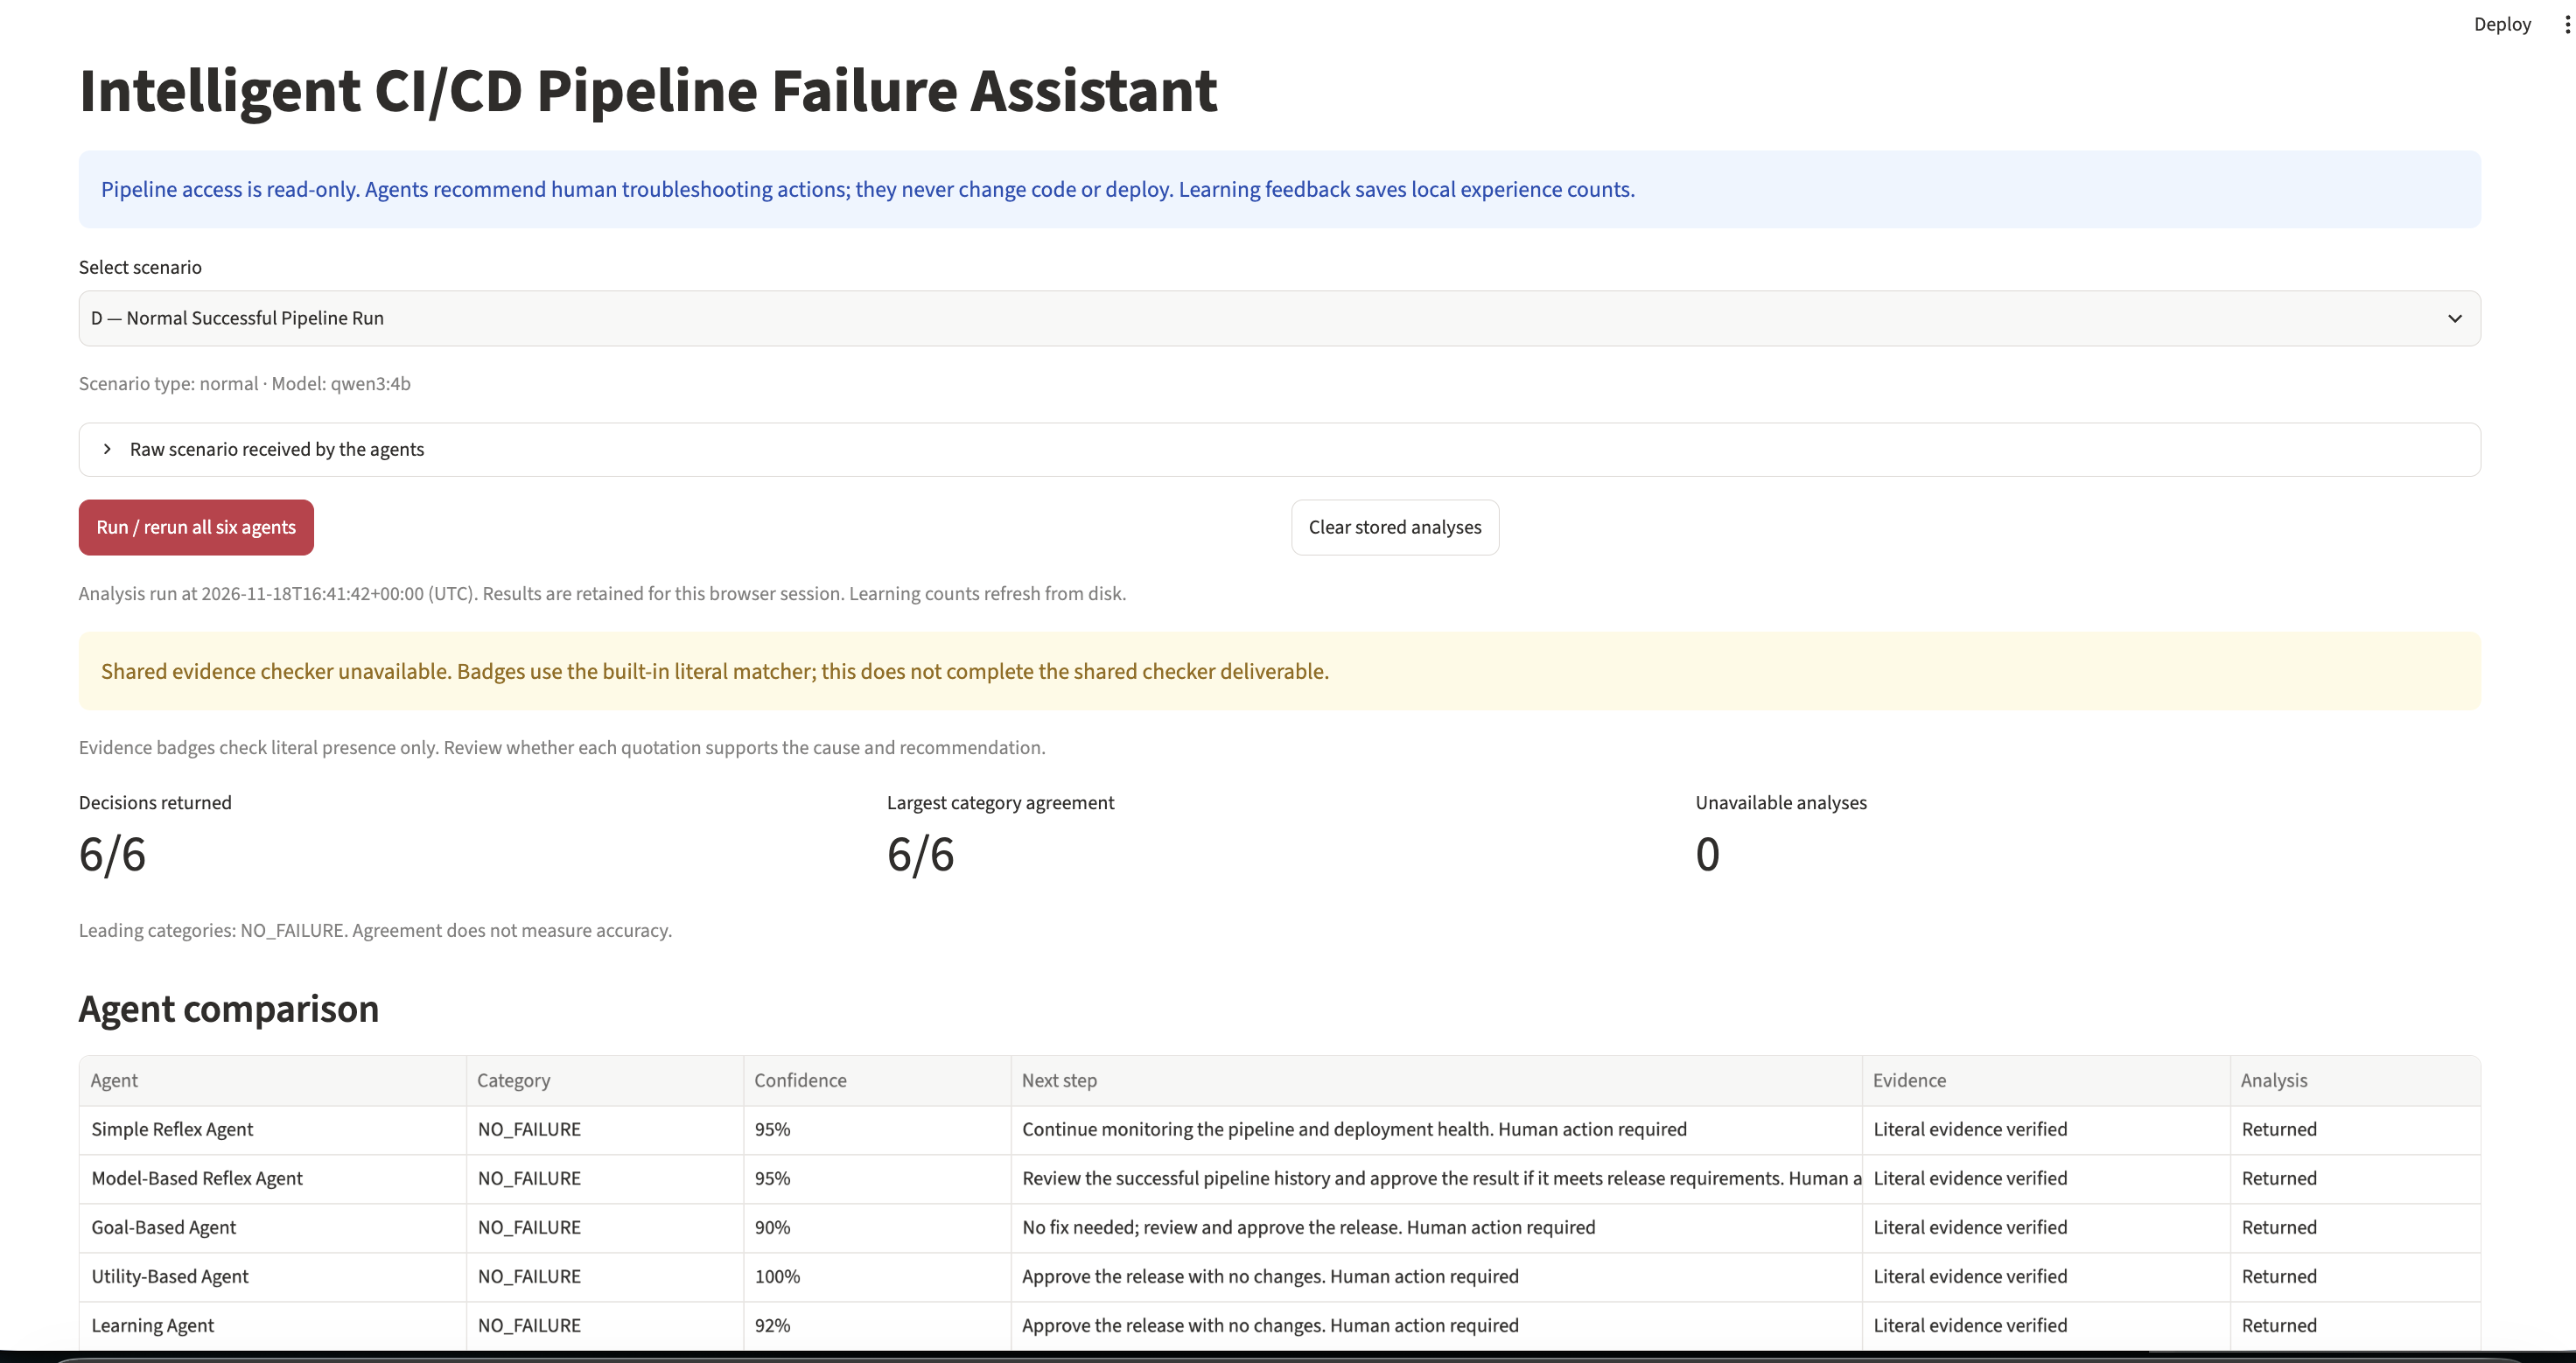 Deploy
Intelligent CI/CD Pipeline Failure Assistant
Pipeline access is read-only. Agents recommend human troubleshooting actions; they never change code or deploy. Learning feedback saves local experience counts.
Select scenario
D — Normal Successful Pipeline Run
Scenario type: normal · Model: qwen3:4b
Raw scenario received by the agents
Run / rerun all six agents
Clear stored analyses
Analysis run at 2026-11-18T16:41:42+00:00 (UTC). Results are retained for this browser session. Learning counts refresh from disk.
Shared evidence checker unavailable. Badges use the built-in literal matcher; this does not complete the shared checker deliverable.
Evidence badges check literal presence only. Review whether each quotation supports the cause and recommendation.
Decisions returned Largest category agreement Unavailable analyses
6/6 6/6 0
Leading categories: NO_FAILURE. Agreement does not measure accuracy.
Agent comparison
Agent Category Confidence Next step Evidence Analysis
Simple Reflex Agent NO_FAILURE 95% Continue monitoring the pipeline and deployment health. Human action required Literal evidence verified Returned
Model-Based Reflex Agent NO_FAILURE 95% Review the successful pipeline history and approve the result if it meets release requirements. Human a Literal evidence verified Returned
Goal-Based Agent NO_FAILURE 90% No fix needed; review and approve the release. Human action required Literal evidence verified Returned
Utility-Based Agent NO_FAILURE 100% Approve the release with no changes. Human action required Literal evidence verified Returned
Learning Agent NO_FAILURE 92% Approve the release with no changes. Human action required Literal evidence verified Returned